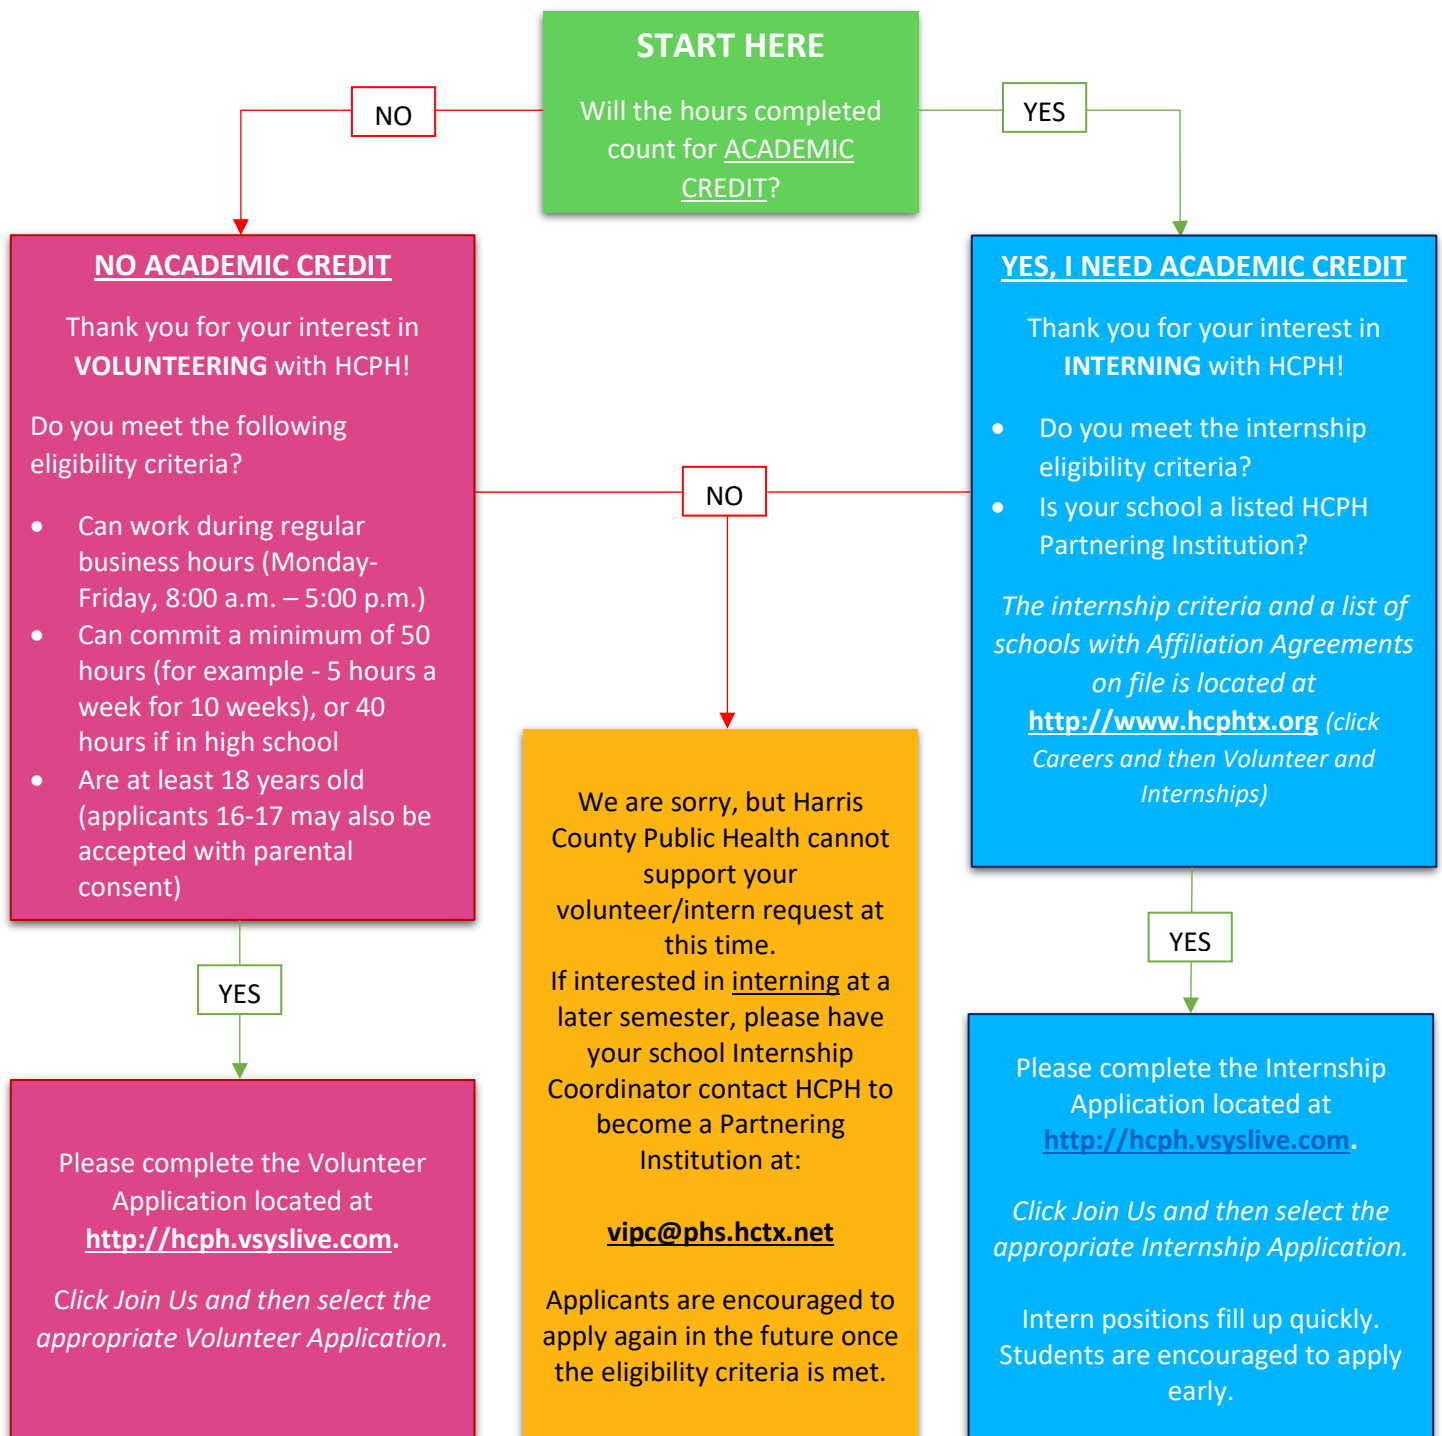 START HERE
Will the hours completed
count for ACADEMIC
CREDIT?
NO
YES
NO ACADEMIC CREDIT
Thank you for your interest in
VOLUNTEERING with HCPH!
Do you meet the following
eligibility criteria?
• Can work during regular
business hours (Monday-
Friday, 8:00 a.m. – 5:00 p.m.)
• Can commit a minimum of 50
hours (for example - 5 hours a
week for 10 weeks), or 40
hours if in high school
• Are at least 18 years old
(applicants 16-17 may also be
accepted with parental
consent)
YES, I NEED ACADEMIC CREDIT
Thank you for your interest in
INTERNING with HCPH!
• Do you meet the internship
eligibility criteria?
• Is your school a listed HCPH
Partnering Institution?
The internship criteria and a list of
schools with Affiliation Agreements
on file is located at
http://www.hcphtx.org (click
Careers and then Volunteer and
Internships)
NO
YES
YES
Please complete the Volunteer
Application located at
http://hcph.vsyslive.com.
Click Join Us and then select the
appropriate Volunteer Application.
We are sorry, but Harris
County Public Health cannot
support your
volunteer/intern request at
this time.
If interested in interning at a
later semester, please have
your school Internship
Coordinator contact HCPH to
become a Partnering
Institution at:
vipc@phs.hctx.net
Applicants are encouraged to
apply again in the future once
the eligibility criteria is met.
Please complete the Internship
Application located at
http://hcph.vsyslive.com.
Click Join Us and then select the
appropriate Internship Application.
Intern positions fill up quickly.
Students are encouraged to apply
early.